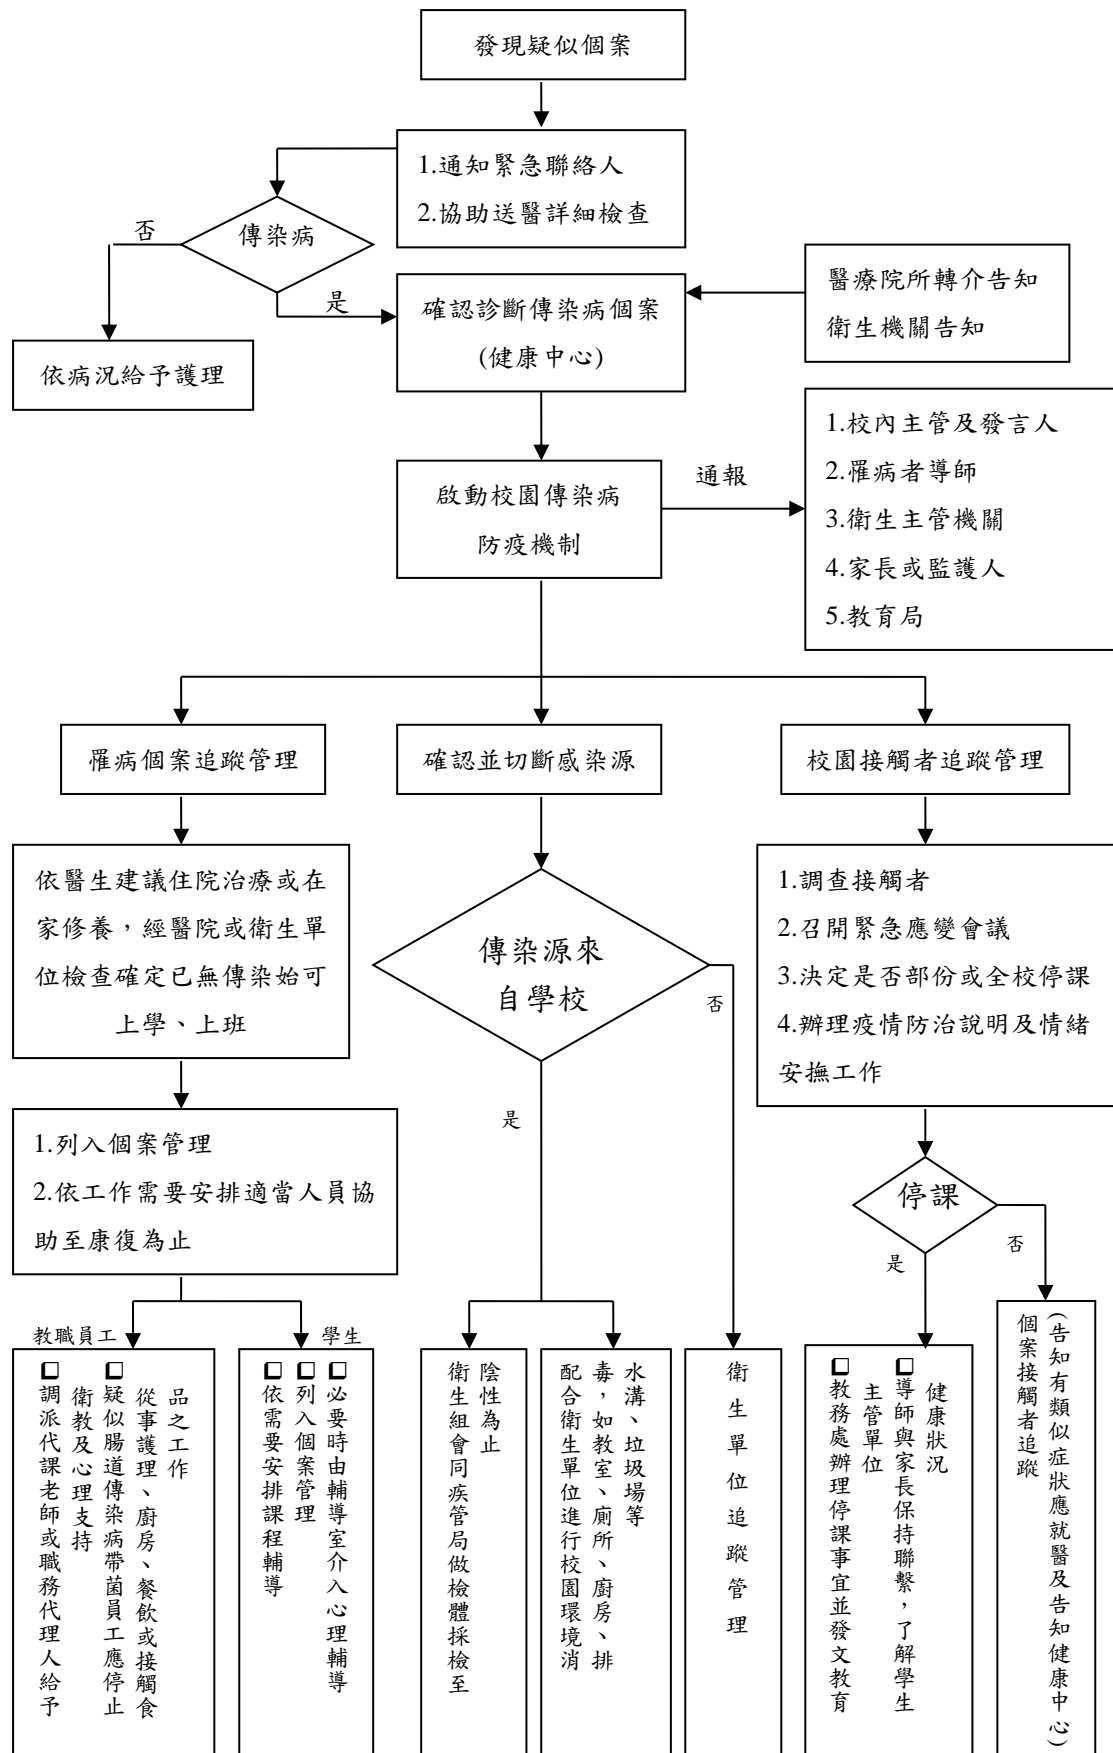 發現疑似個案
1.通知緊急聯絡人
2.協助送醫詳細檢查
傳染病
否
是
醫療院所轉介告知
衛生機關告知
確認診斷傳染病個案
(健康中心)
依病況給予護理
啟動校園傳染病
防疫機制
通報
1.校內主管及發言人
2.罹病者導師
3.衛生主管機關
4.家長或監護人
5.教育局
罹病個案追蹤管理
確認並切斷感染源
校園接觸者追蹤管理
依醫生建議住院治療或在
家修養，經醫院或衛生單
位檢查確定已無傳染始可
上學、上班
傳染源來
自學校
否
是
1.調查接觸者
2.召開緊急應變會議
3.決定是否部份或全校停課
4.辦理疫情防治說明及情緒
安撫工作
1.列入個案管理
2.依工作需要安排適當人員協
助至康復為止
停課
是
否
教職員工
❑調派代課老師或職務代理人給予
衛教及心理支持
❑疑似腸道傳染病帶菌員工應停止
從事護理、廚房、餐飲或接觸食
品之工作
學生
❑依需要安排課程輔導
❑列入個案管理
❑必要時由輔導室介入心理輔導
衛生組會同疾管局做檢體採檢至
陰性為止
配合衛生單位進行校園環境消
毒，如教室、廁所、廚房、排
水溝、垃圾場等
衛生單位追蹤管理
❑教務處辦理停課事宜並發文教育
主管單位
❑導師與家長保持聯繫，了解學生
健康狀況
個案接觸者追蹤
(告知有類似症狀應就醫及告知健康中心)